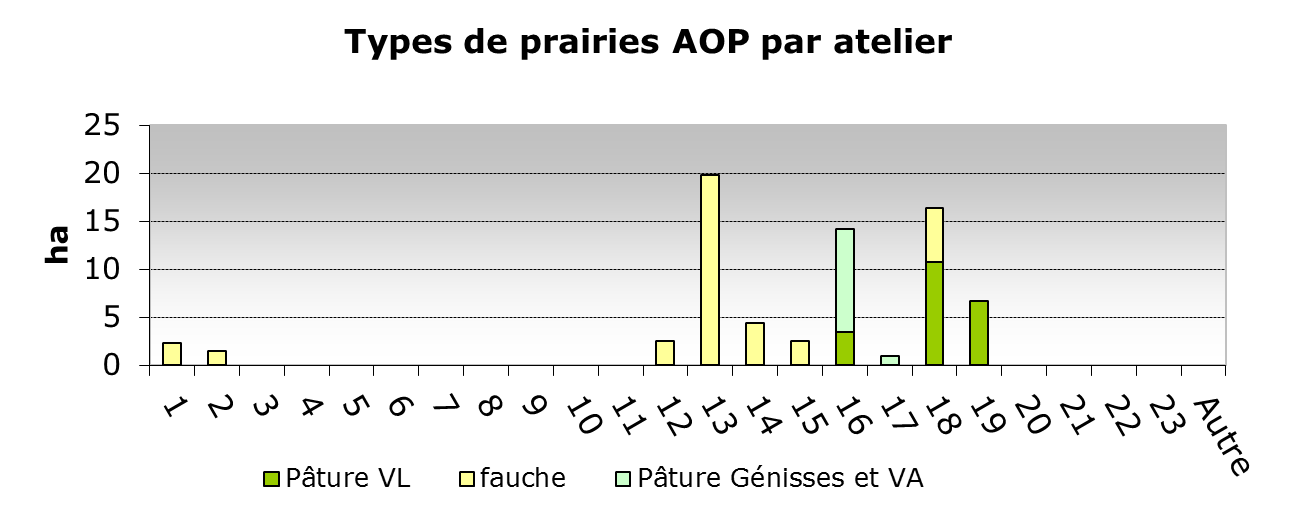 Types de prairies AOP par atelier
ha
25
20
15
10
5
0
1 2 3 4 5 6 7 8 9 10 11 12 13 14 15 16 17 18 19 20 21 22 23 Autre
Pâture VL fauche Pâture Génisses et VA